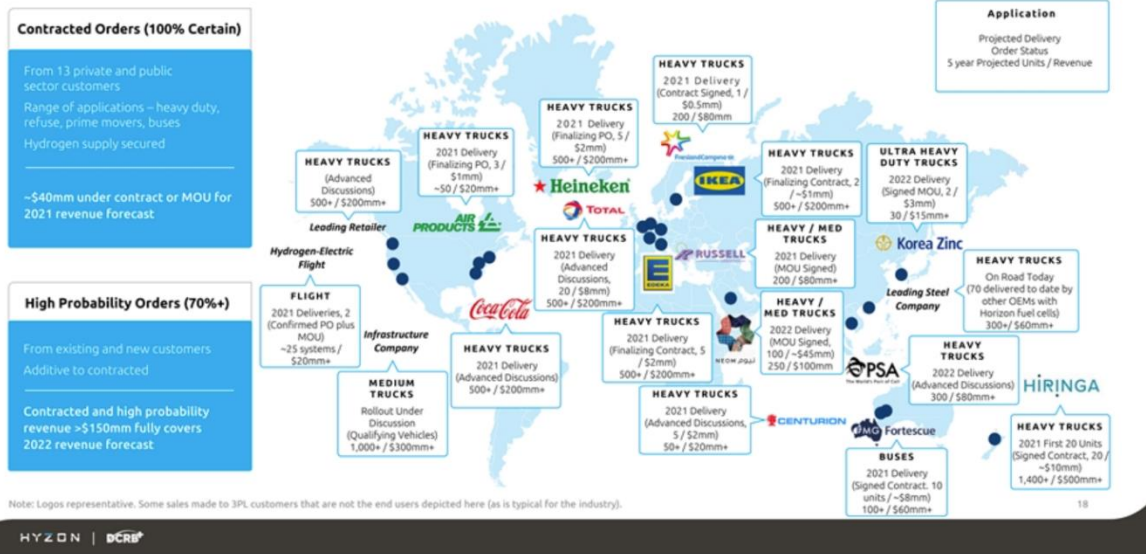 Contracted Orders (100% Certain)
From 13 private and public
sector customers
Range of applications – heavy duty,
refuse, prime movers, buses
Hydrogen supply secured
~$40mm under contract or MOU for
2021 revenue forecast
High Probability Orders (70%+)
From existing and new customers
Additive to contracted
Contracted and high probability
revenue >$150mm fully covers
2022 revenue forecast
Application
Projected Delivery
Order Status
5 year Projected Units / Revenue
HEAVY TRUCKS
(Advanced
Discussions)
500+ / $200mm+
Leading Retailer
HEAVY TRUCKS
2021 Delivery
(Finalizing PO, 3 /
$1mm)
~50 / $20mm+
AIR
PRODUCTS
HEAVY TRUCKS
2021 Delivery
(Finalizing PO, 5 /
$2mm)
500+ / $200mm+
Heineken
HEAVY TRUCKS
2021 Delivery
(Contract Signed, 1 /
$0.5mm)
200 / $80mm
FrieslandCampina
HEAVY TRUCKS
2021 Delivery
(Finalizing Contract, 2
/ ~$1mm)
500+ / $200mm+
IKEA
ULTRA HEAVY
DUTY TRUCKS
2022 Delivery
(Signed MOU, 2 /
$3mm)
30 / $15mm+
Korea Zinc
Hydrogen-Electric
Flight
FLIGHT
2021 Deliveries, 2
(Confirmed PO plus
MOU)
~25 systems /
$20mm+
TOTAL
HEAVY TRUCKS
2021 Delivery
(Advanced
Discussions,
20 / $8mm)
500+ / $200mm+
RUSSELL
HEAVY / MED
TRUCKS
2021 Delivery
(MOU Signed)
200 / $80mm+
HEAVY TRUCKS
On Road Today
(70 delivered to date by
other OEMs with
Horizon fuel cells)
300+/ $60mm+
Leading Steel
Company
Infrastructure
Company
MEDIUM
TRUCKS
Rollout Under
Discussion
(Qualifying Vehicles)
1,000+ / $300mm+
Coca-Cola
HEAVY TRUCKS
2021 Delivery
(Advanced Discussions)
500+ / $200mm+
E
EDEKA
HEAVY TRUCKS
2021 Delivery
(Finalizing Contract, 5
/ $2mm)
500+ / $200mm+
HEAVY /
MED TRUCKS
2022 Delivery
(MOU Signed,
100 / ~$45mm)
250 / $100mm
NEOM نيوم
HEAVY TRUCKS
2021 Delivery
(Advanced Discussions,
5 / $2mm)
50+ / $20mm+
CENTURION
PSA
The World's Port of Call
HEAVY
TRUCKS
2022 Delivery
(Advanced Discussions)
300 / $80mm+
FMG Fortescue
BUSES
2021 Delivery
(Signed Contract. 10
units / ~$8mm)
100+ / $60mm+
HIRINGA
HEAVY TRUCKS
2021 First 20 Units
(Signed Contract, 20 /
~$10mm)
1,400+ / $500mm+
Note: Logos representative. Some sales made to 3PL customers that are not the end users depicted here (as is typical for the industry).
18
HYZON | DCRB